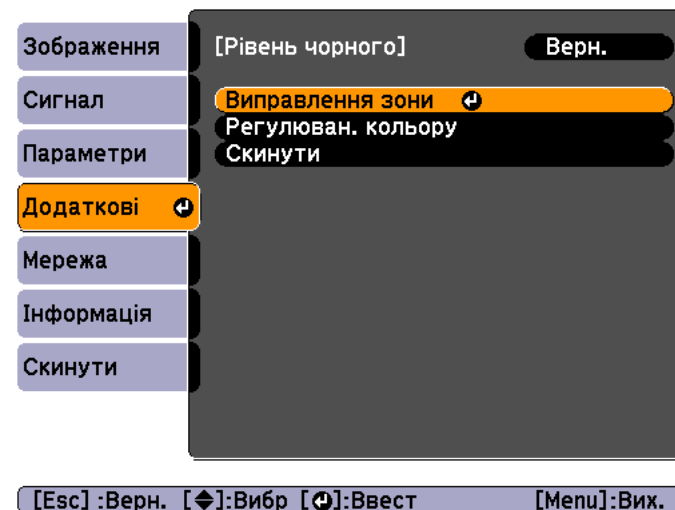 Зображення
Сигнал
Параметри
Додаткові
Мережа
Інформація
Скинути
[Рівень чорного] Верн.
Виправлення зони
Регулюван. кольору
Скинути
[Esc] :Верн. [◆]:Вибр [⏎]:Ввест [Menu]:Вих.